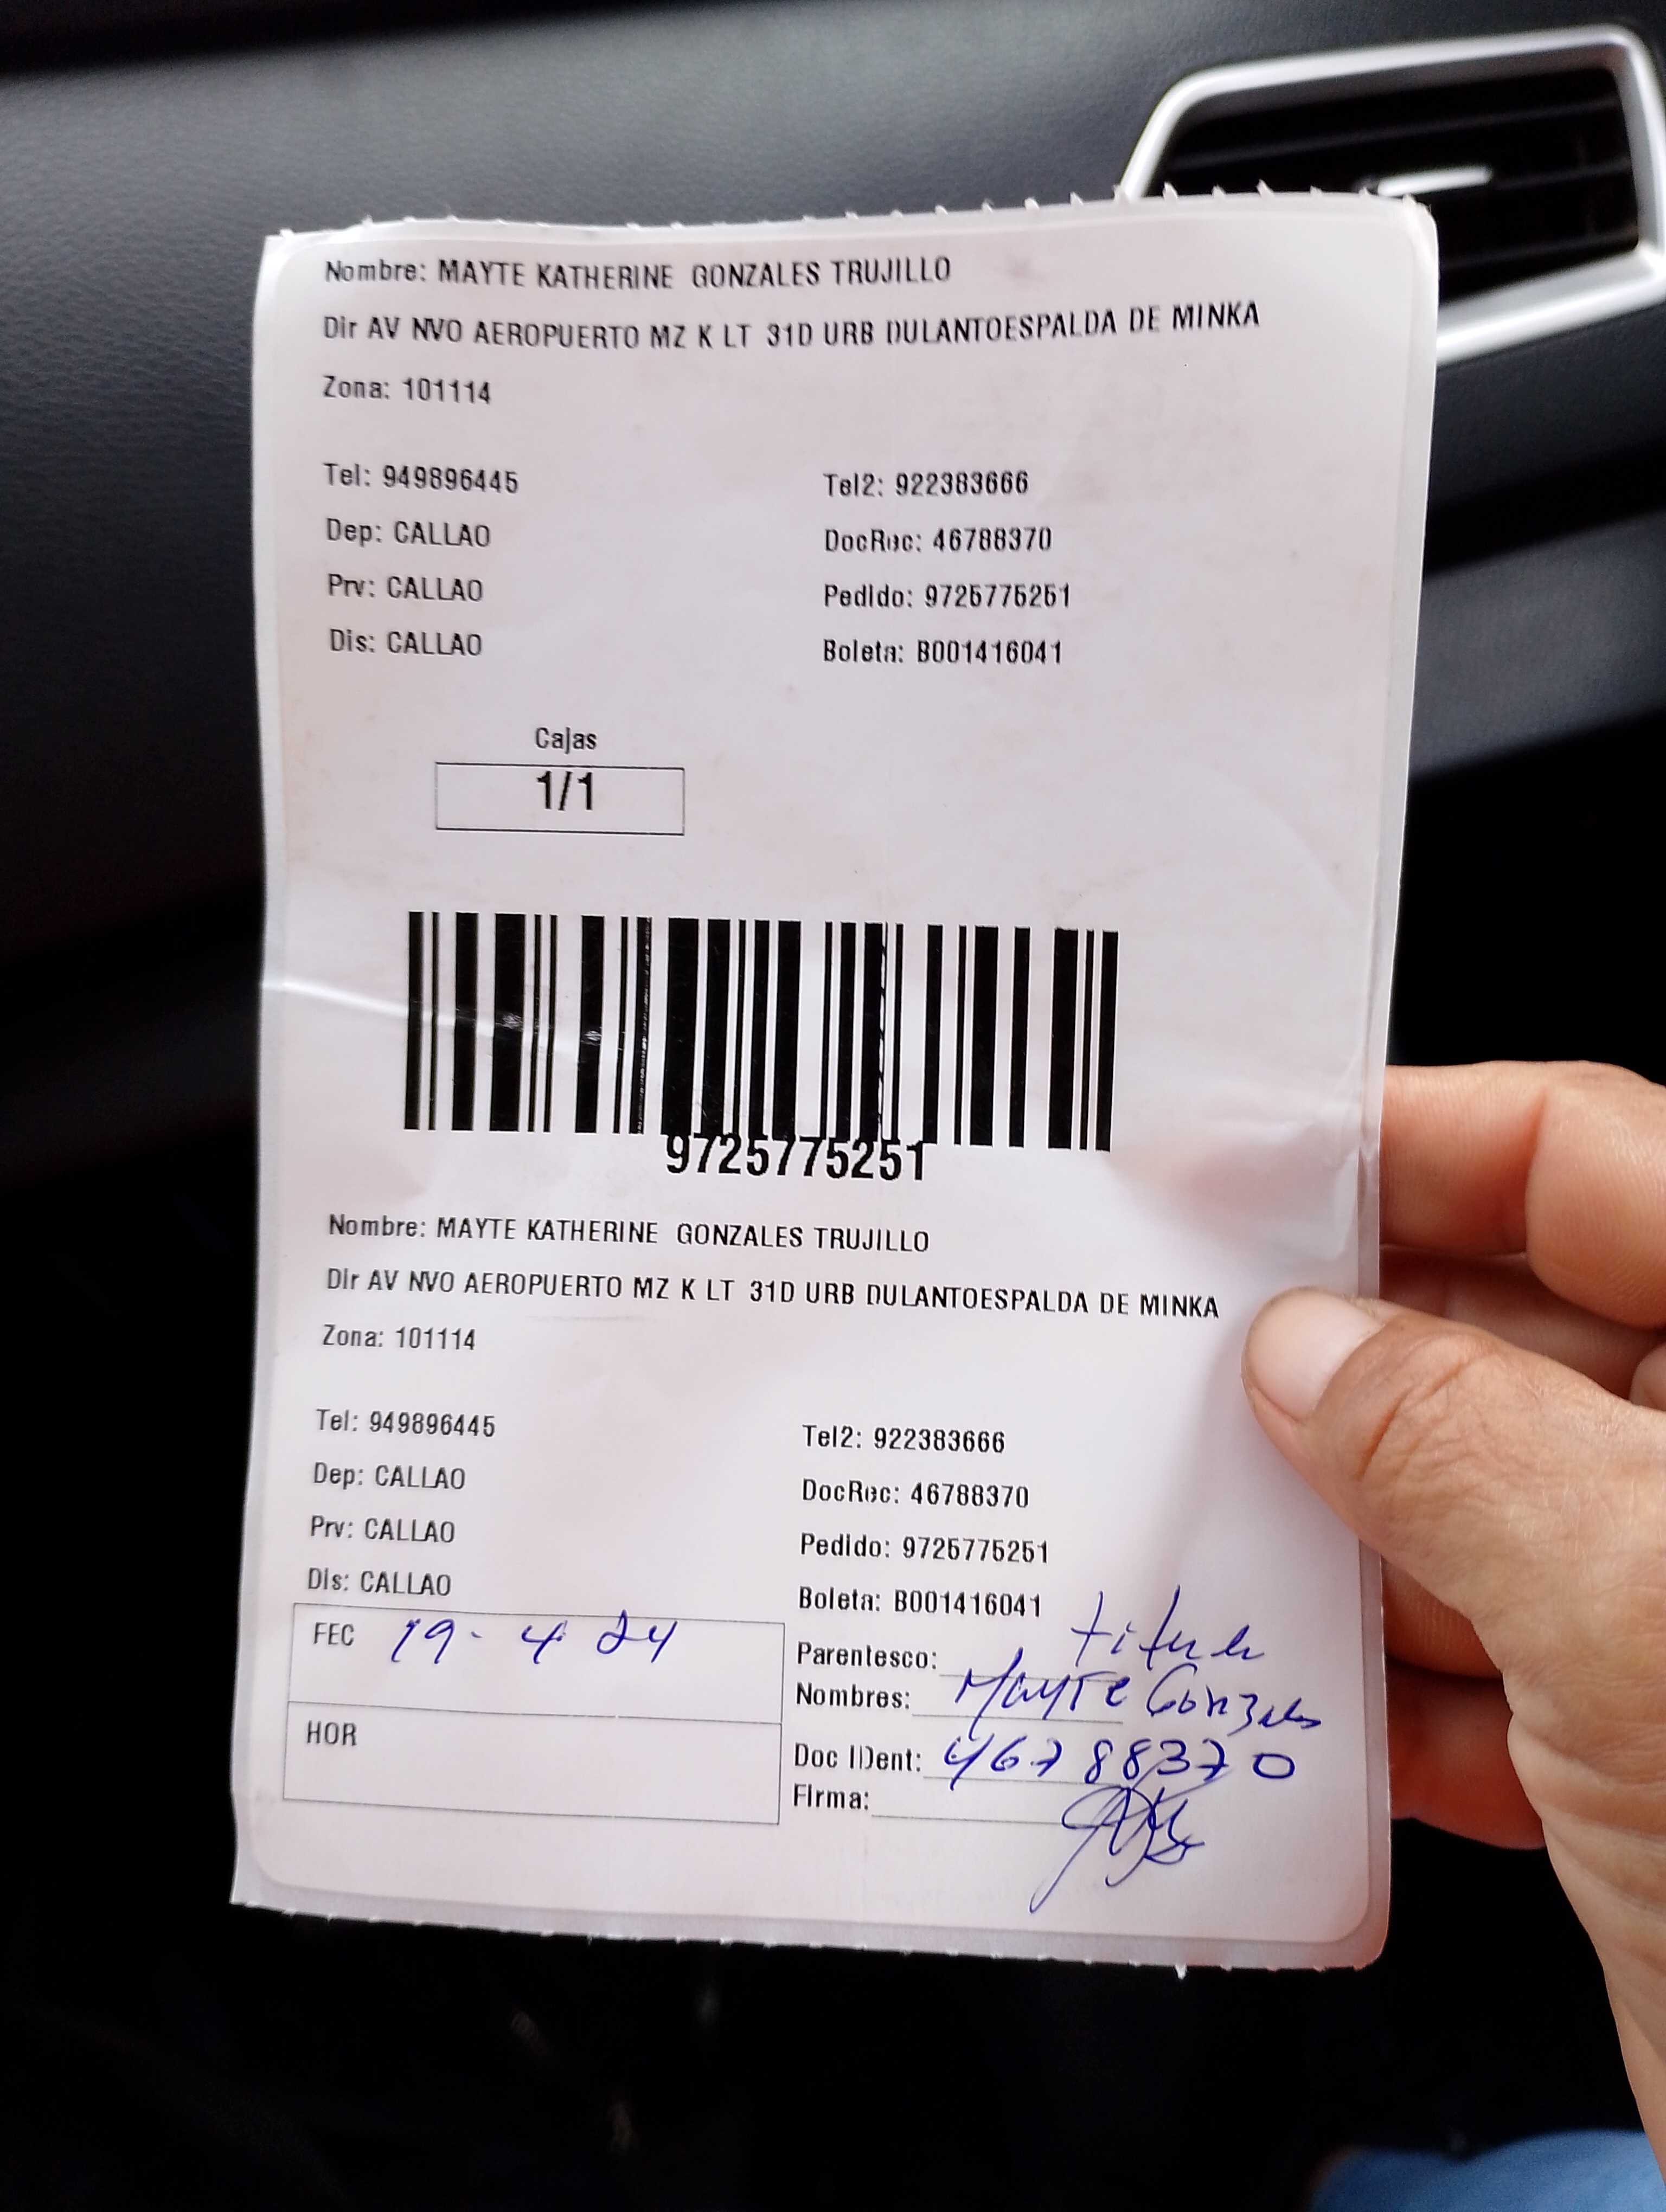 Nombre: MAYTE KATHERINE GONZALES TRUJILLO
Dir AV NVO AEROPUERTO MZ K LT 31D URB DULANTOESPALDA DE MINKA
Zona: 101114
Tel: 949896445 Tel2: 922383666
Dep: CALLAO DocRec: 46788370
Prv: CALLAO Pedido: 9725775251
Dis: CALLAO Boleta: B001416041
Cajas
1/1
9725775251
Nombre: MAYTE KATHERINE GONZALES TRUJILLO
Dir AV NVO AEROPUERTO MZ K LT 31D URB DULANTOESPALDA DE MINKA
Zona: 101114
Tel: 949896445 Tel2: 922383666
Dep: CALLAO DocRec: 46788370
Prv: CALLAO Pedido: 9725775251
Dis: CALLAO Boleta: B001416041
FEC 19-4 24
Parentesco: titular
Nombres: Mayte Gonzales
HOR
Doc IDent: 46788370
Firma: